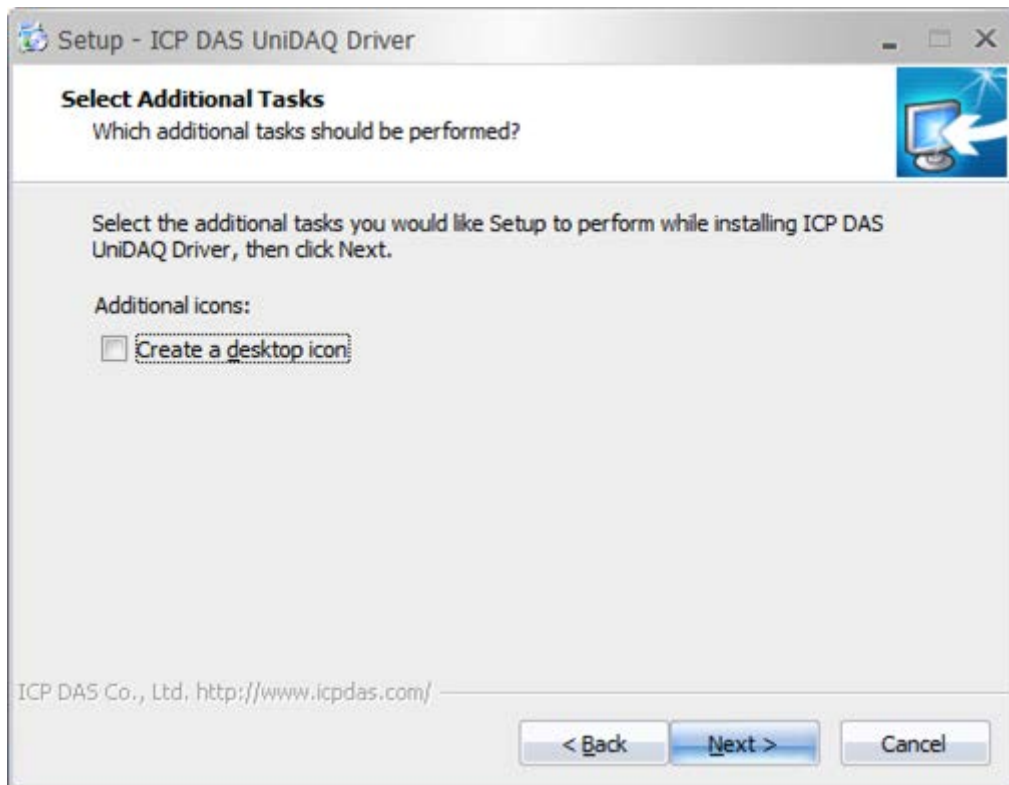 Setup - ICP DAS UniDAQ Driver
Select Additional Tasks
Which additional tasks should be performed?
Select the additional tasks you would like Setup to perform while installing ICP DAS
UniDAQ Driver, then click Next.
Additional icons:
Create a desktop icon
ICP DAS Co., Ltd. http://www.icpdas.com/
< Back
Next >
Cancel